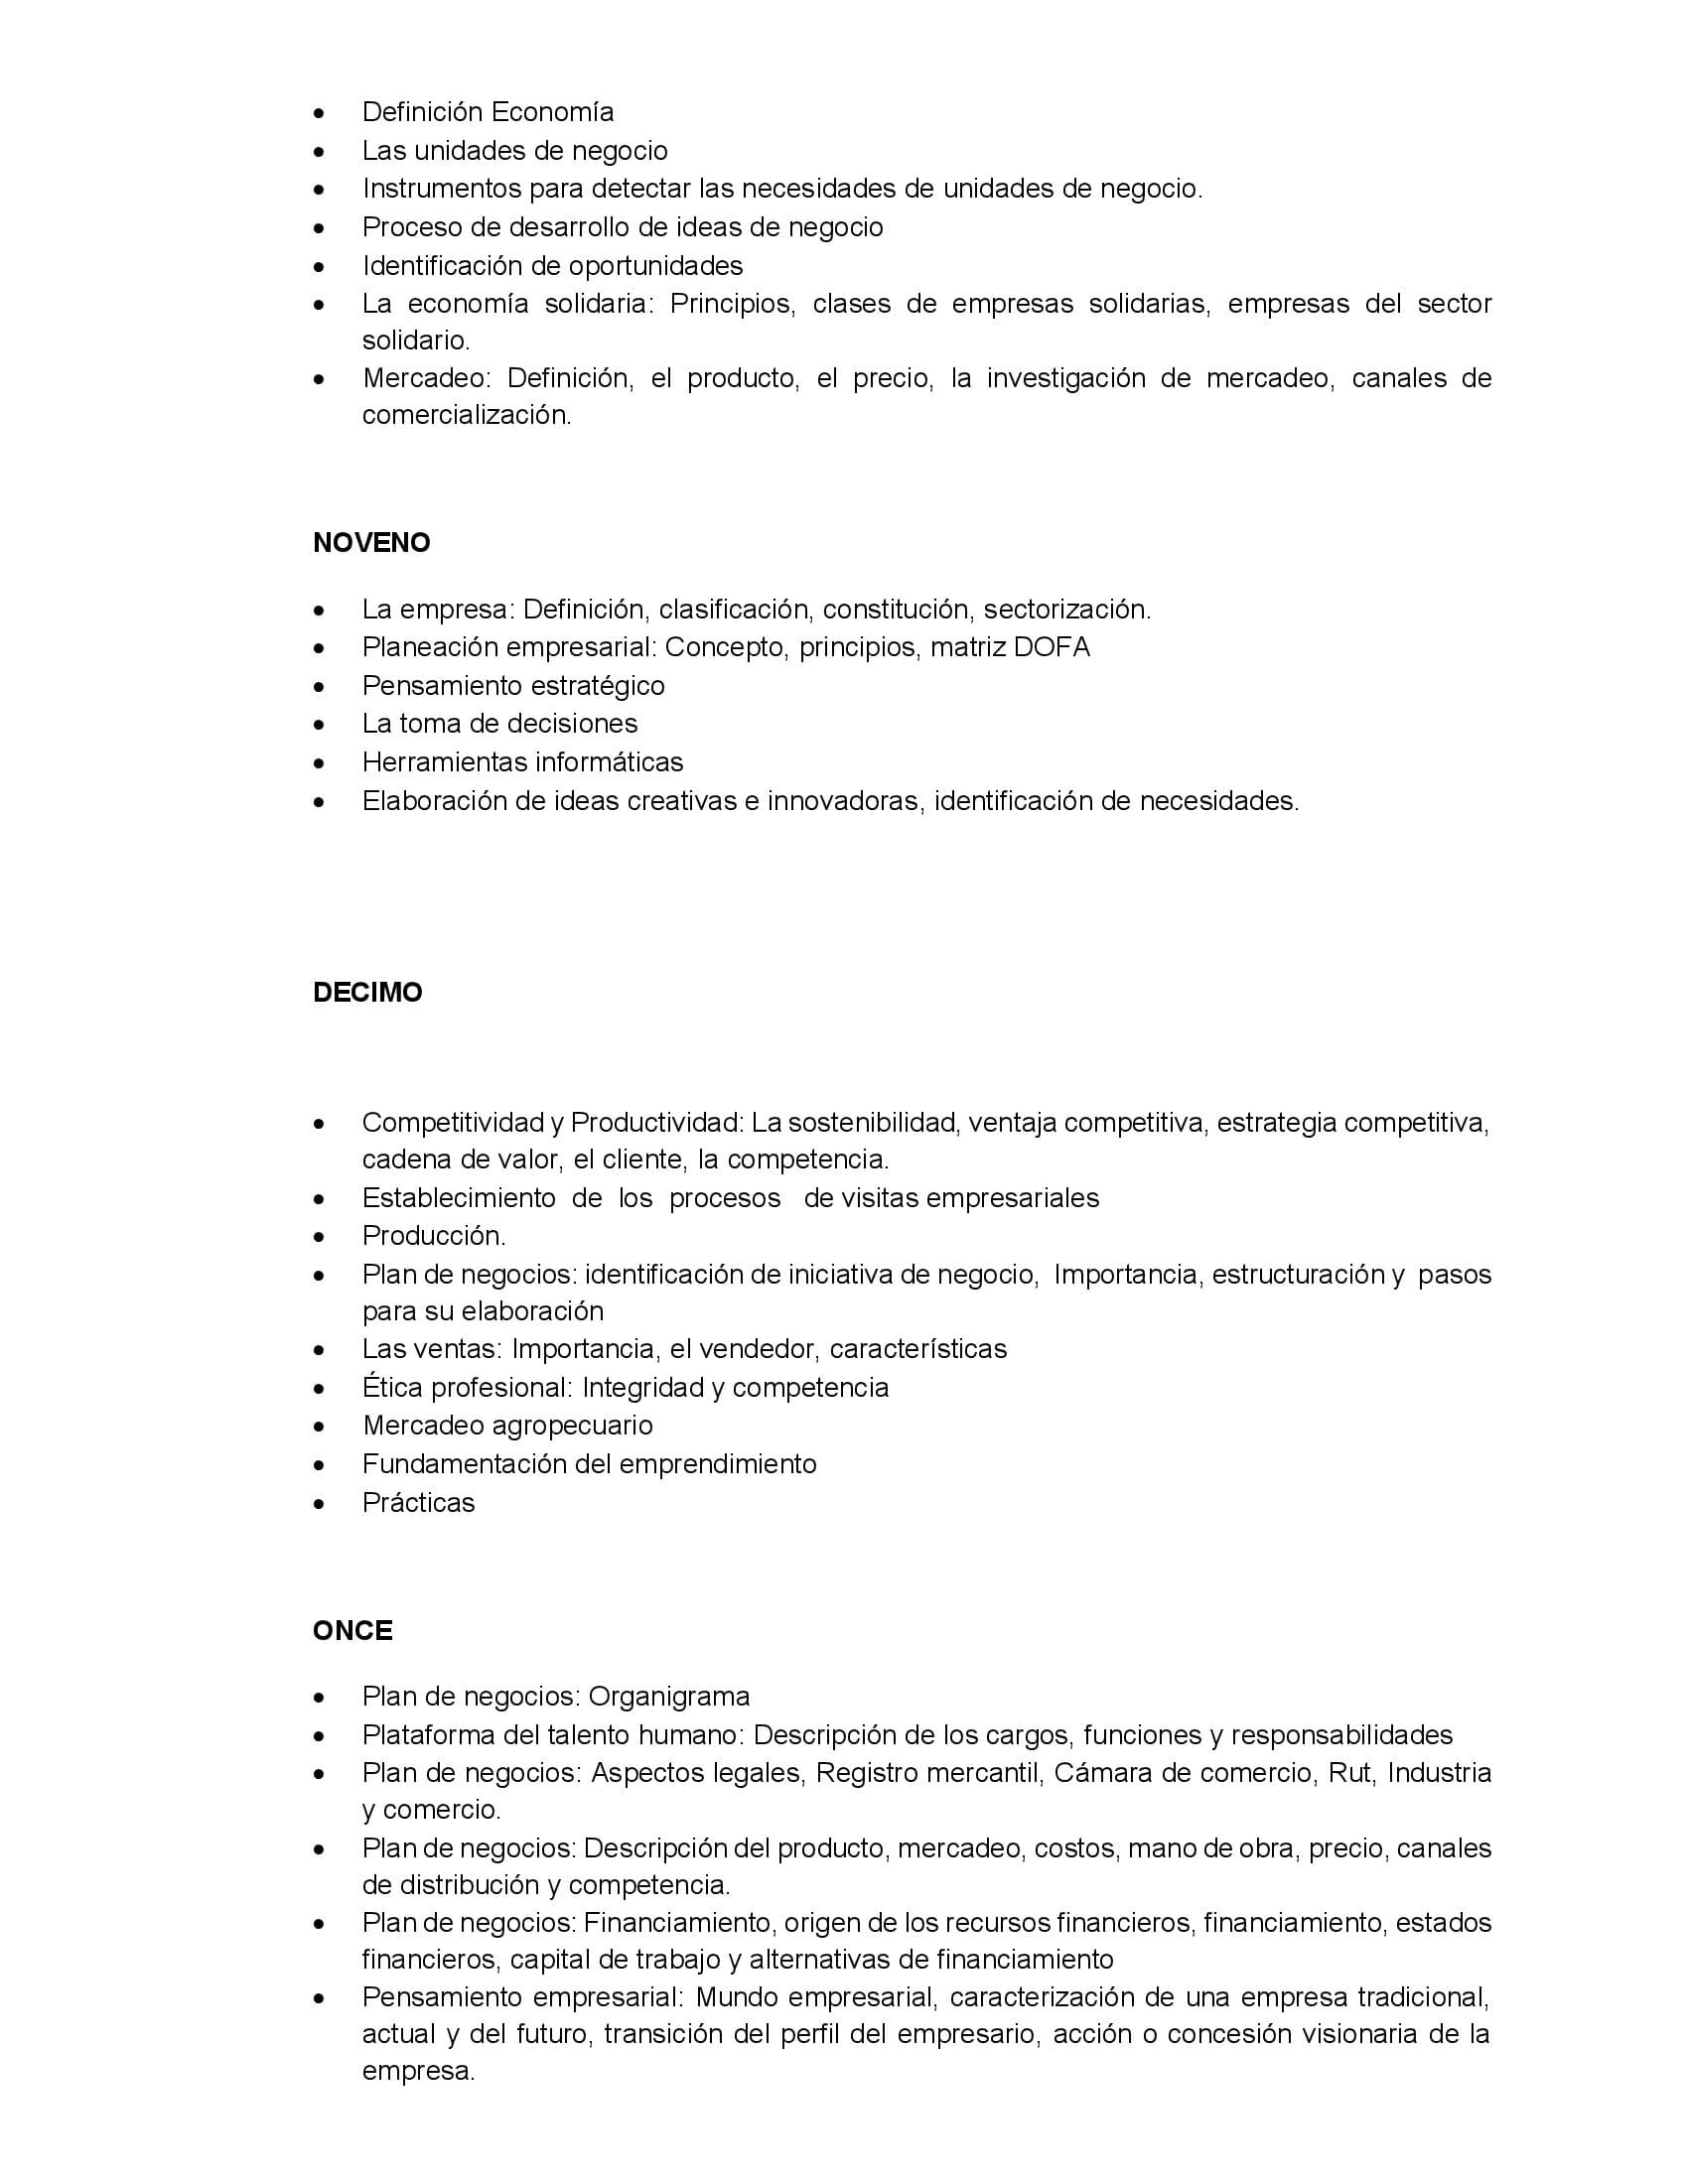 • Definición Economía
• Las unidades de negocio
• Instrumentos para detectar las necesidades de unidades de negocio.
• Proceso de desarrollo de ideas de negocio
• Identificación de oportunidades
• La economía solidaria: Principios, clases de empresas solidarias, empresas del sector
solidario.
• Mercadeo: Definición, el producto, el precio, la investigación de mercadeo, canales de
comercialización.
NOVENO
• La empresa: Definición, clasificación, constitución, sectorización.
• Planeación empresarial: Concepto, principios, matriz DOFA
• Pensamiento estratégico
• La toma de decisiones
• Herramientas informáticas
• Elaboración de ideas creativas e innovadoras, identificación de necesidades.
DECIMO
• Competitividad y Productividad: La sostenibilidad, ventaja competitiva, estrategia competitiva,
cadena de valor, el cliente, la competencia.
• Establecimiento de los procesos de visitas empresariales
• Producción.
• Plan de negocios: identificación de iniciativa de negocio, Importancia, estructuración y pasos
para su elaboración
• Las ventas: Importancia, el vendedor, características
• Ética profesional: Integridad y competencia
• Mercadeo agropecuario
• Fundamentación del emprendimiento
• Prácticas
ONCE
• Plan de negocios: Organigrama
• Plataforma del talento humano: Descripción de los cargos, funciones y responsabilidades
• Plan de negocios: Aspectos legales, Registro mercantil, Cámara de comercio, Rut, Industria
y comercio.
• Plan de negocios: Descripción del producto, mercadeo, costos, mano de obra, precio, canales
de distribución y competencia.
• Plan de negocios: Financiamiento, origen de los recursos financieros, financiamiento, estados
financieros, capital de trabajo y alternativas de financiamiento
• Pensamiento empresarial: Mundo empresarial, caracterización de una empresa tradicional,
actual y del futuro, transición del perfil del empresario, acción o concesión visionaria de la
empresa.